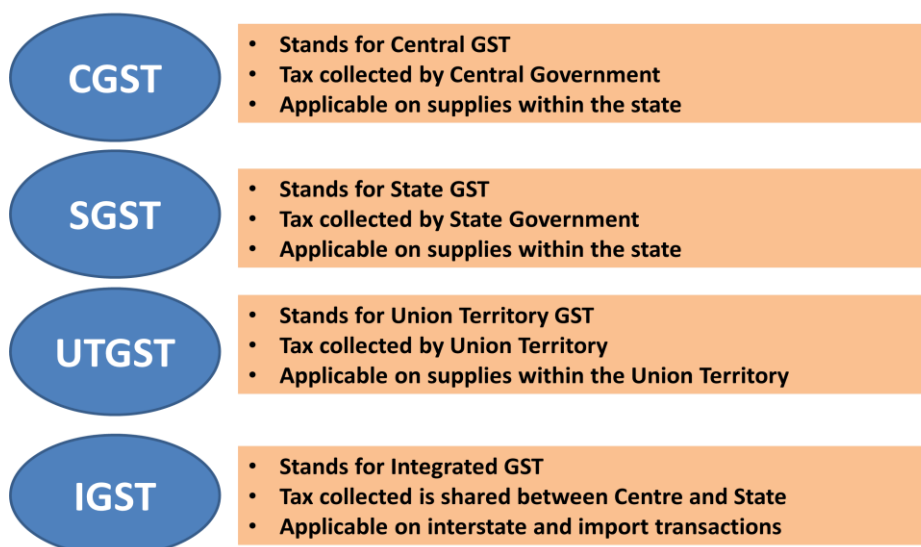 CGST
• Stands for Central GST
• Tax collected by Central Government
• Applicable on supplies within the state
SGST
• Stands for State GST
• Tax collected by State Government
• Applicable on supplies within the state
UTGST
• Stands for Union Territory GST
• Tax collected by Union Territory
• Applicable on supplies within the Union Territory
IGST
• Stands for Integrated GST
• Tax collected is shared between Centre and State
• Applicable on interstate and import transactions